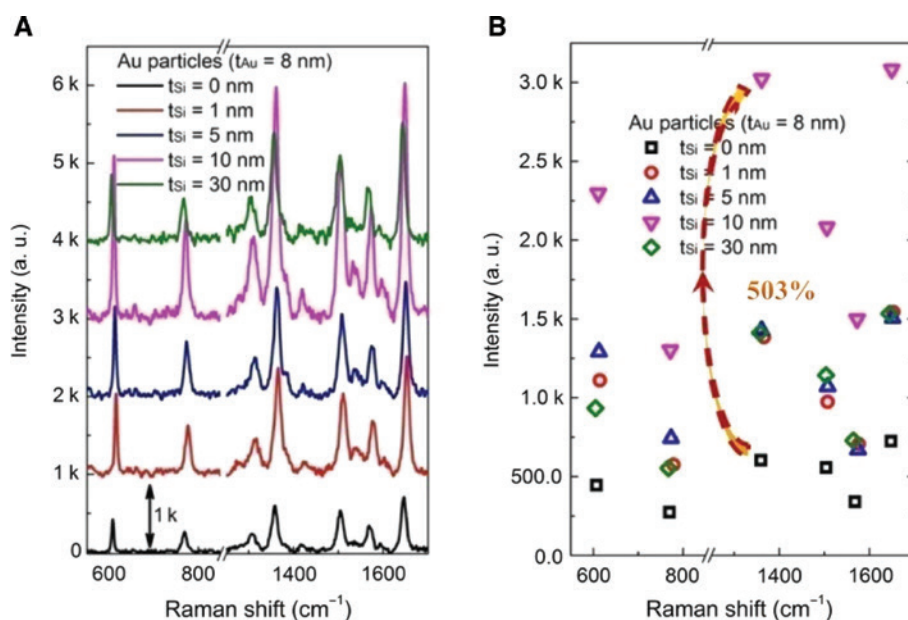 A
Au particles (tAu = 8 nm)
tSi = 0 nm
tSi = 1 nm
tSi = 5 nm
tSi = 10 nm
tSi = 30 nm
6 k
5 k
4 k
3 k
2 k
1 k
0
1 k
Intensity (a. u.)
600
800
1400
1600
Raman shift (cm⁻¹)
B
3.0 k
2.5 k
2.0 k
1.5 k
1.0 k
500.0
0.0
Au particles (tAu = 8 nm)
tSi = 0 nm
tSi = 1 nm
tSi = 5 nm
tSi = 10 nm
tSi = 30 nm
503%
Intensity (a. u.)
600
800
1400
1600
Raman shift (cm⁻¹)